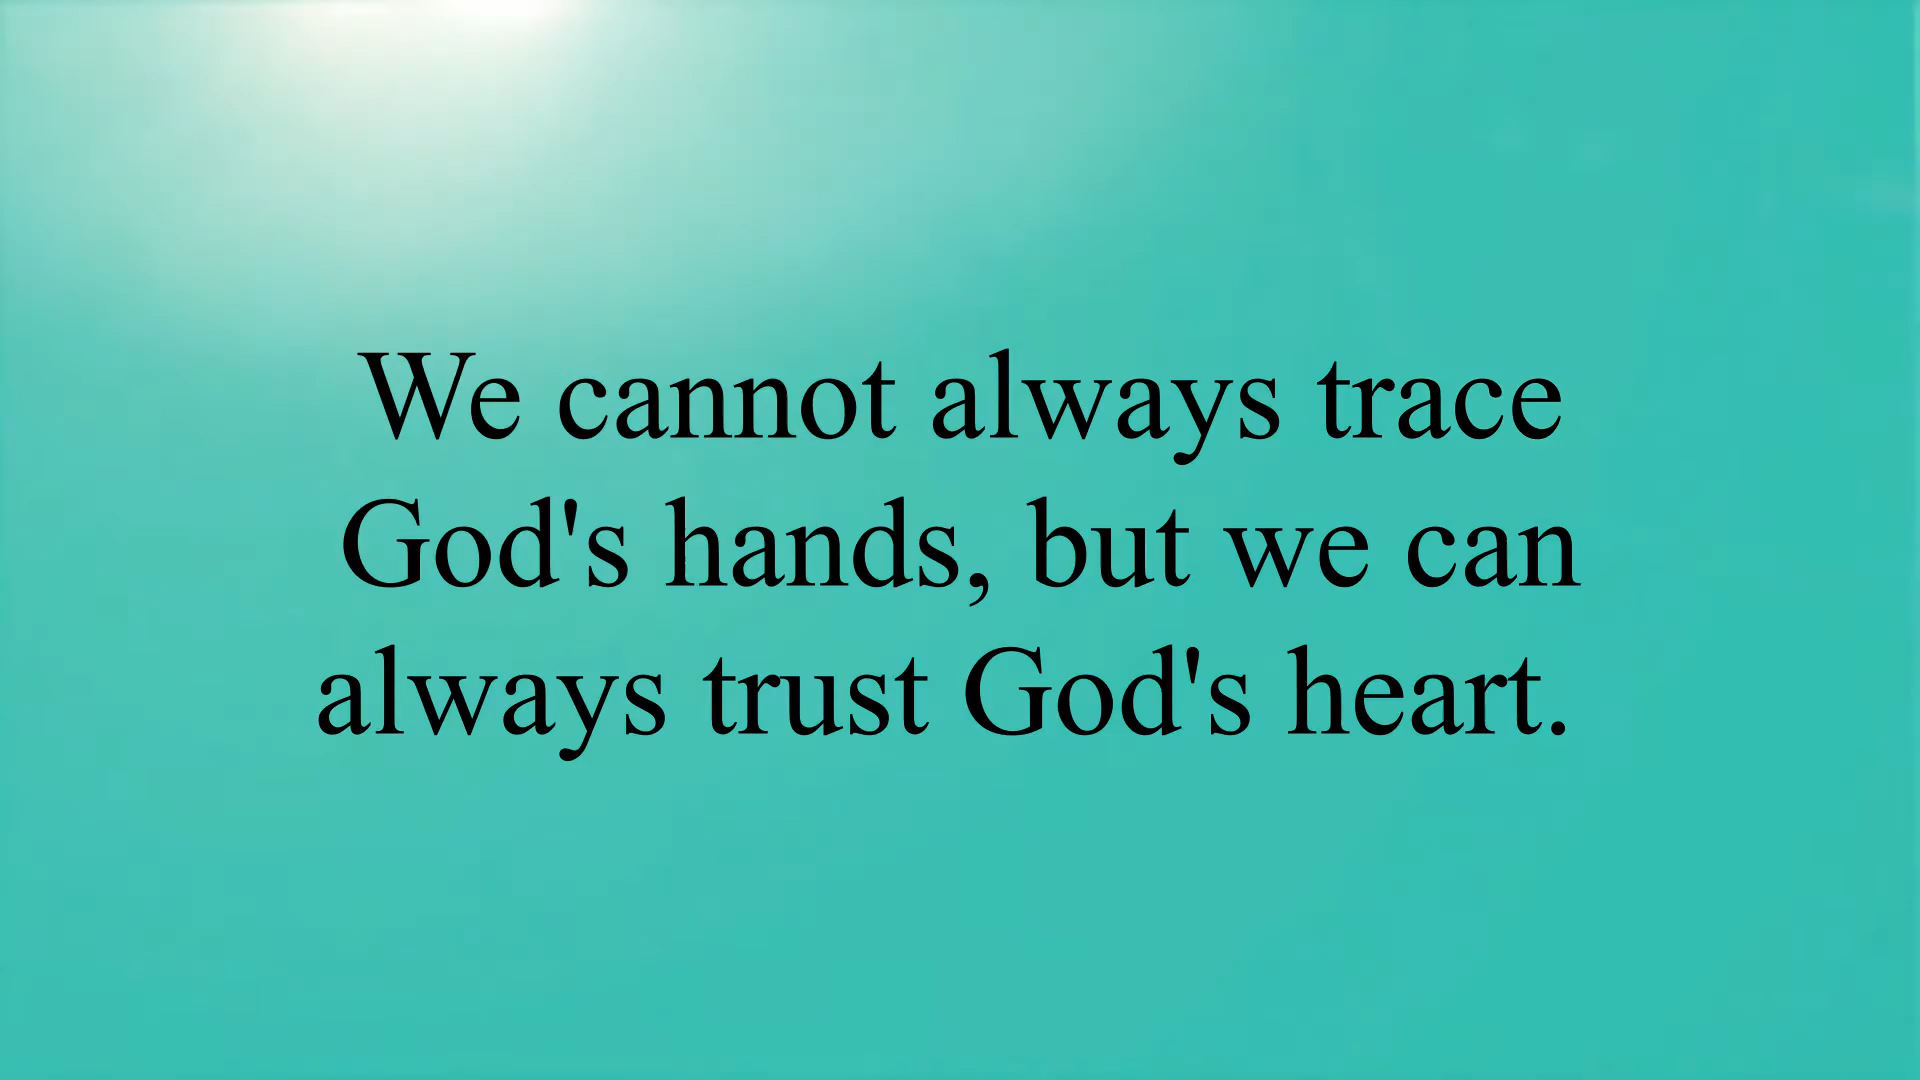 We cannot always trace
God's hands, but we can
always trust God's heart.